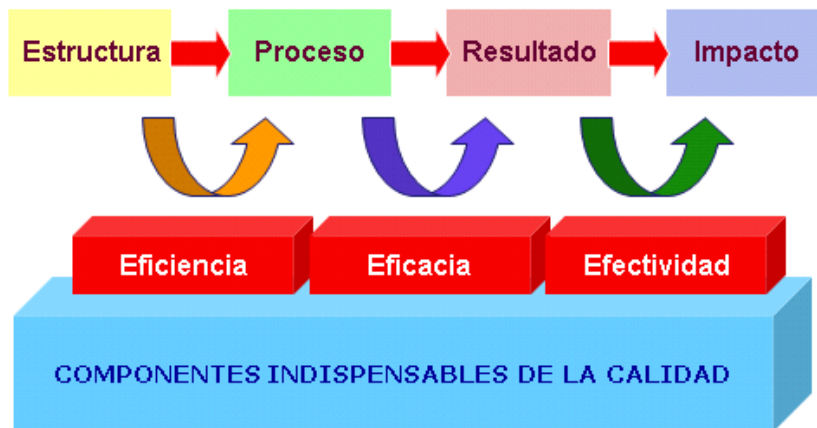 Estructura
Proceso
Resultado
Impacto
Eficiencia
Eficacia
Efectividad
COMPONENTES INDISPENSABLES DE LA CALIDAD